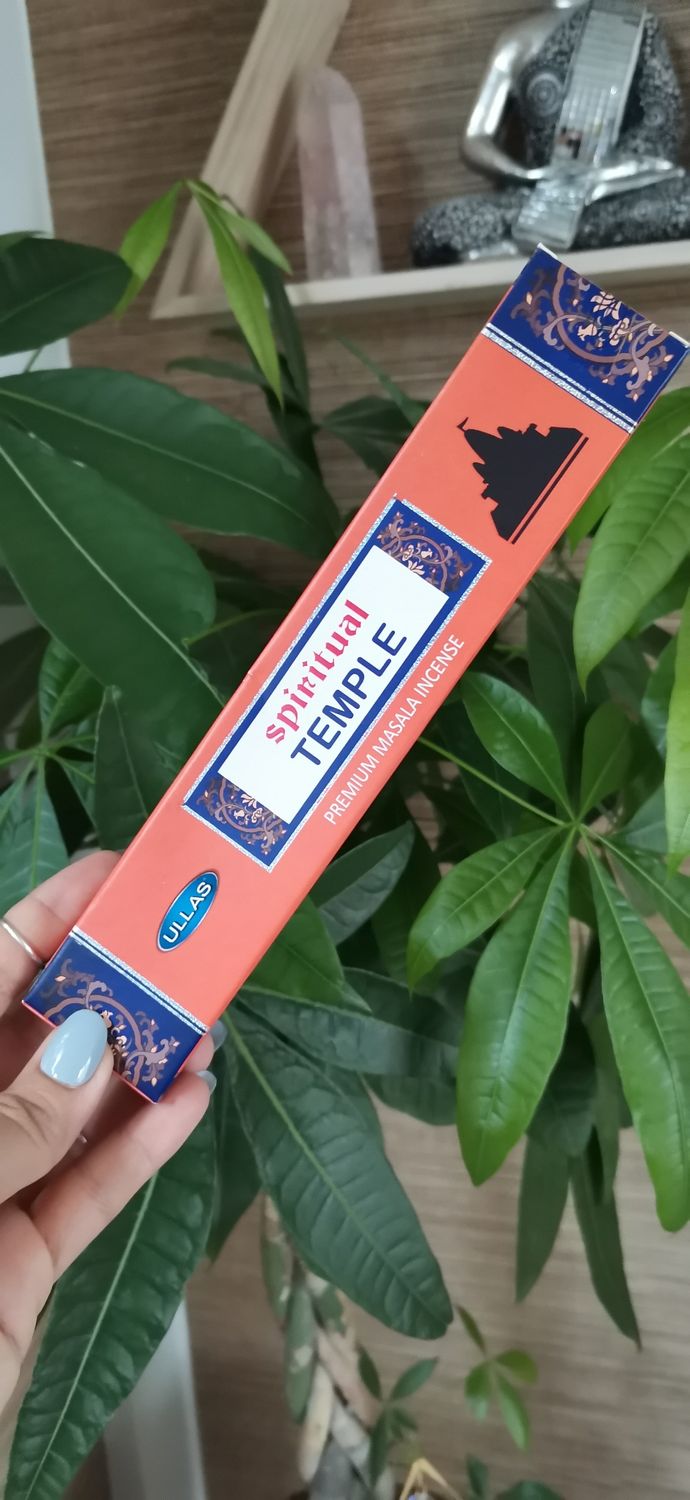 spiritual
TEMPLE
PREMIUM MASALA INCENSE
ULLAS